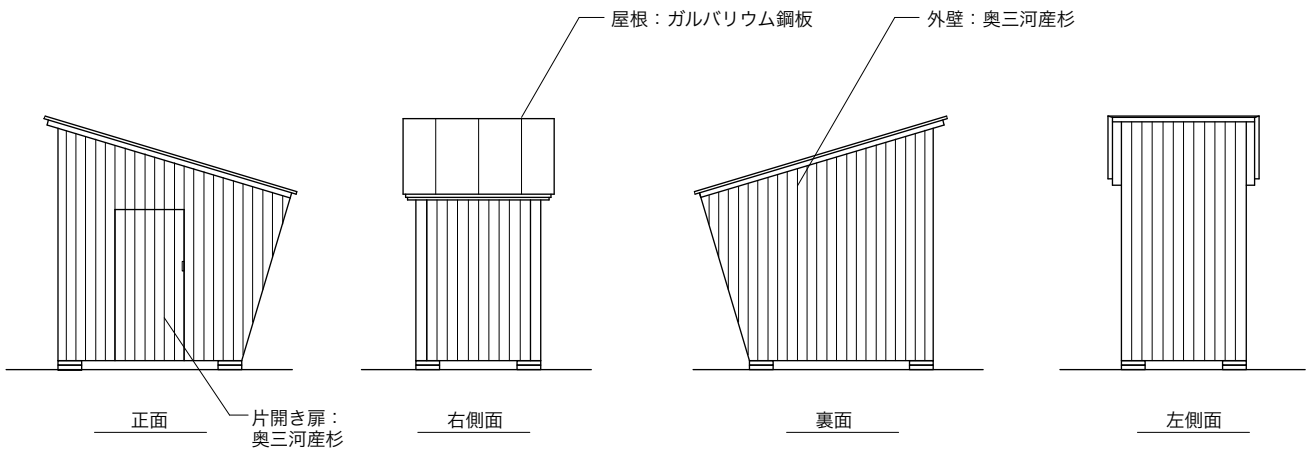 屋根：ガルバリウム鋼板
外壁：奥三河産杉
正面
片開き扉：
奥三河産杉
右側面
裏面
左側面